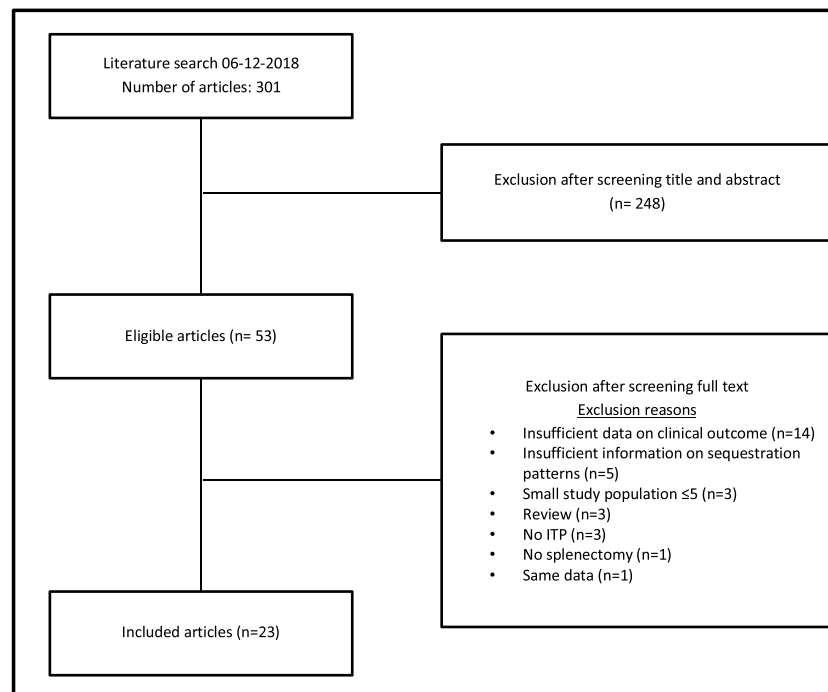 Literature search 06-12-2018
Number of articles: 301
Exclusion after screening title and abstract
(n= 248)
Eligible articles (n= 53)
Exclusion after screening full text
Exclusion reasons
• Insufficient data on clinical outcome (n=14)
• Insufficient information on sequestration
patterns (n=5)
• Small study population ≤5 (n=3)
• Review (n=3)
• No ITP (n=3)
• No splenectomy (n=1)
• Same data (n=1)
Included articles (n=23)